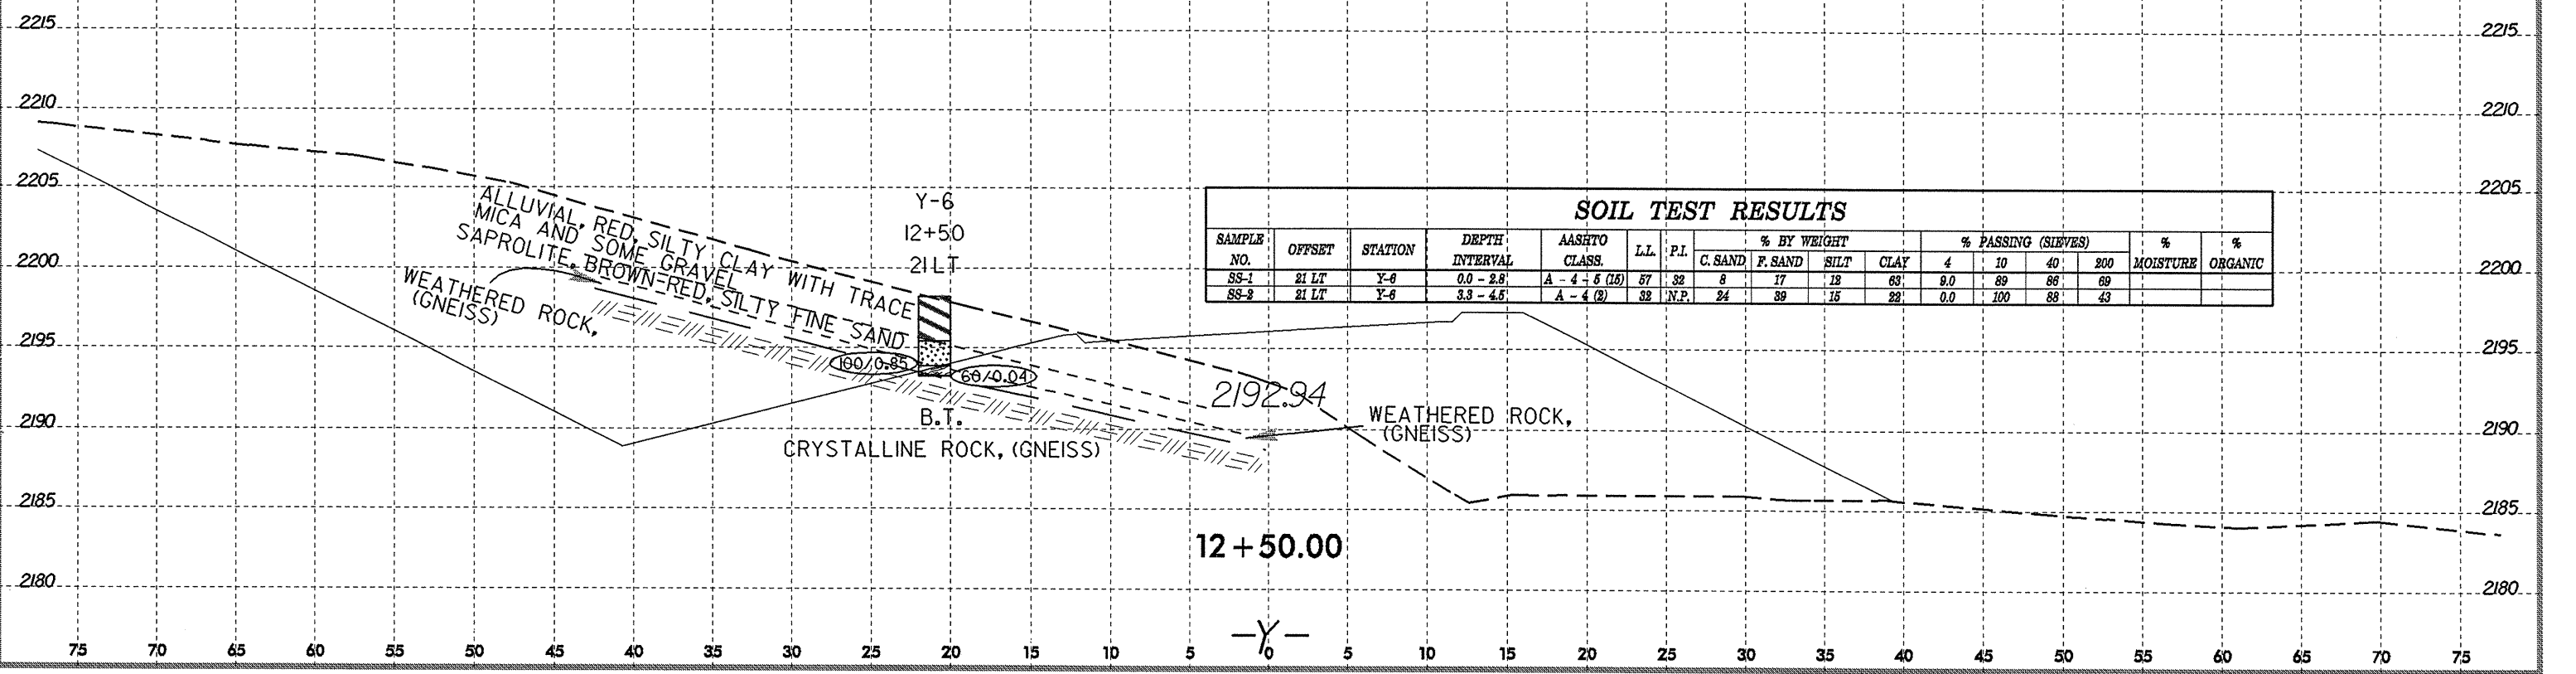 2215 2215
2210 2210
2205 2205
2200 2200
2195 2195
2190 2190
2185 2185
2180 2180
ALLUVIAL, RED, SILTY CLAY WITH TRACE
MICA AND SOME GRAVEL
SAPROLITE, BROWN-RED, SILTY FINE SAND
WEATHERED ROCK,
(GNEISS)
Y-6
12+50
21 LT
100/0.85
60/0.04
B.T.
CRYSTALLINE ROCK, (GNEISS)
2192.94
WEATHERED ROCK,
(GNEISS)
SOIL TEST RESULTS
SAMPLE NO. OFFSET STATION DEPTH INTERVAL AASHTO CLASS. L.L. P.I. % BY WEIGHT % PASSING (SIEVES) % MOISTURE % ORGANIC
C. SAND F. SAND SILT CLAY 4 10 40 200
SS-1 21 LT Y-6 0.0 - 2.8 A - 4 - 5 (15) 57 32 8 17 12 63 9.0 89 86 69
SS-2 21 LT Y-6 3.3 - 4.5 A - 4 (2) 32 N.P. 24 39 15 22 0.0 100 88 43
12+50.00
-Y-
75 70 65 60 55 50 45 40 35 30 25 20 15 10 5 0 5 10 15 20 25 30 35 40 45 50 55 60 65 70 75